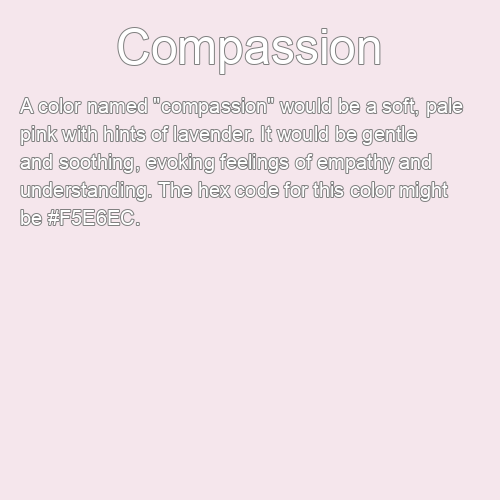 Compassion
A color named "compassion" would be a soft, pale
pink with hints of lavender. It would be gentle
and soothing, evoking feelings of empathy and
understanding. The hex code for this color might
be #F5E6EC.